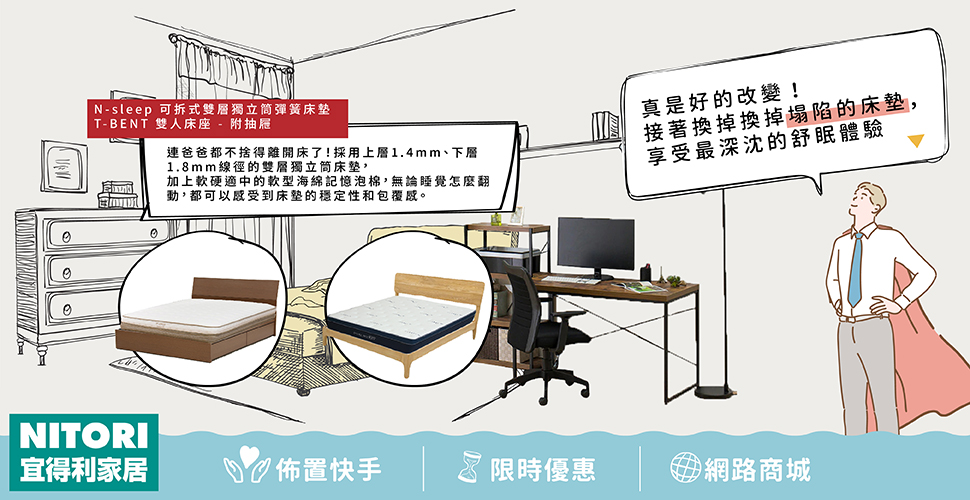 N-sleep 可拆式雙層獨立筒彈簧床墊
T-BENT 雙人床座 - 附抽屜
連爸爸都不捨得離開床了!採用上層1.4mm、下層
1.8mm線徑的雙層獨立筒床墊,
加上軟硬適中的軟型海綿記憶泡棉,無論睡覺怎麼翻
動,都可以感受到床墊的穩定性和包覆感。
真是好的改變!
接著換掉換掉塌陷的床墊,
享受最深沈的舒眠體驗
NITORI
宜得利家居
佈置快手
限時優惠
網路商城